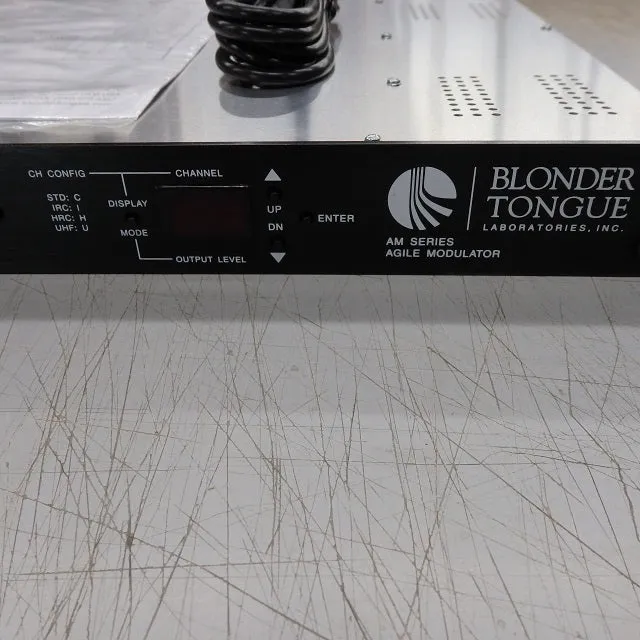 CH CONFIG
CHANNEL
STD: C
IRC: I
HRC: H
UHF: U
DISPLAY
MODE
OUTPUT LEVEL
UP
DN
ENTER
BLONDER
TONGUE
LABORATORIES, INC.
AM SERIES
AGILE MODULATOR